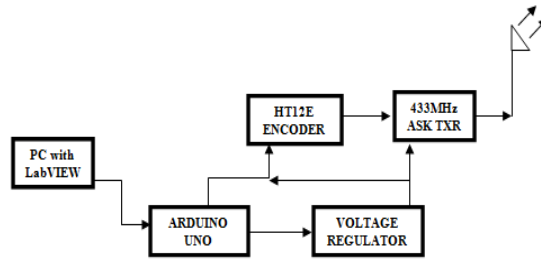 HT12E
ENCODER
433MHz
ASK TXR
PC with
LabVIEW
ARDUINO
UNO
VOLTAGE
REGULATOR